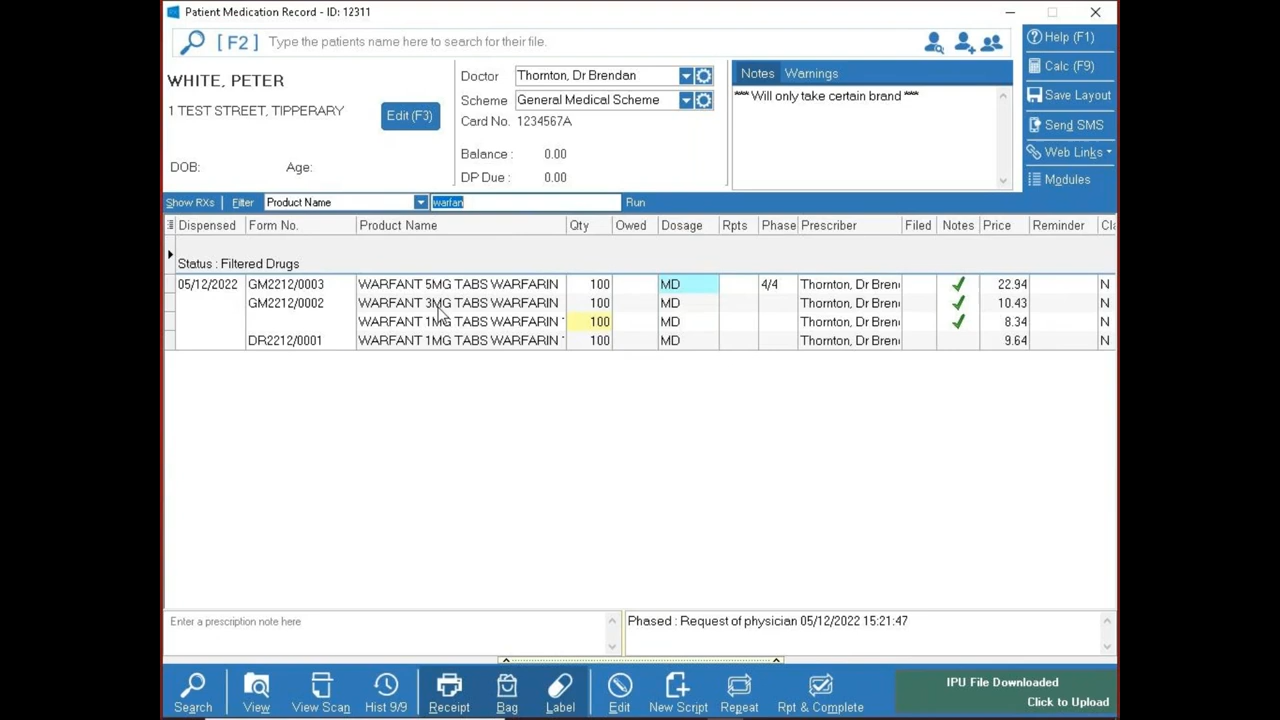 Patient Medication Record - ID: 12311
[ F2 ] Type the patients name here to search for their file.
WHITE, PETER
1 TEST STREET, TIPPERARY
Edit (F3)
DOB: Age:
Doctor Thornton, Dr Brendan
Scheme General Medical Scheme
Card No. 1234567A
Balance : 0.00
DP Due : 0.00
Notes Warnings
*** Will only take certain brand ***
Help (F1)
Calc (F9)
Save Layout
Send SMS
Web Links
Modules
Show RXs Filter Product Name warfan Run
Dispensed Form No. Product Name Qty Owed Dosage Rpts Phase Prescriber Filed Notes Price Reminder Cla
Status : Filtered Drugs
05/12/2022 GM2212/0003 WARFANT 5MG TABS WARFARIN 100 MD 4/4 Thornton, Dr Bren 22.94 N
GM2212/0002 WARFANT 3MG TABS WARFARIN 100 MD Thornton, Dr Bren 10.43 N
WARFANT 1MG TABS WARFARIN 100 MD Thornton, Dr Bren 8.34 N
DR2212/0001 WARFANT 1MG TABS WARFARIN 100 MD Thornton, Dr Bren 9.64 N
Enter a prescription note here
Phased : Request of physician 05/12/2022 15:21:47
Search View View Scan Hist 9/9 Receipt Bag Label Edit New Script Repeat Rpt & Complete
IPU File Downloaded
Click to Upload